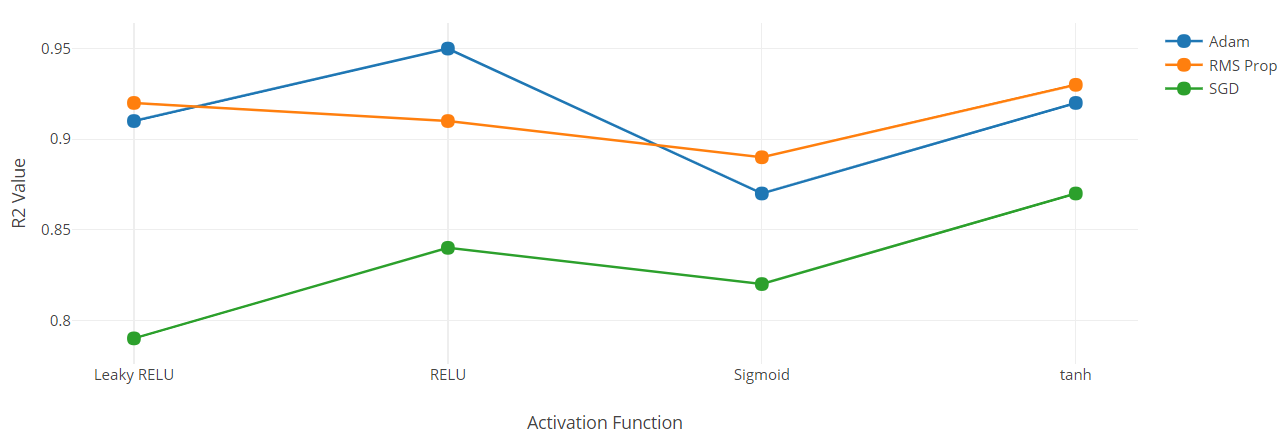 R2 Value
0.95
0.9
0.85
0.8
Leaky RELU
RELU
Sigmoid
tanh
Activation Function
Adam
RMS Prop
SGD